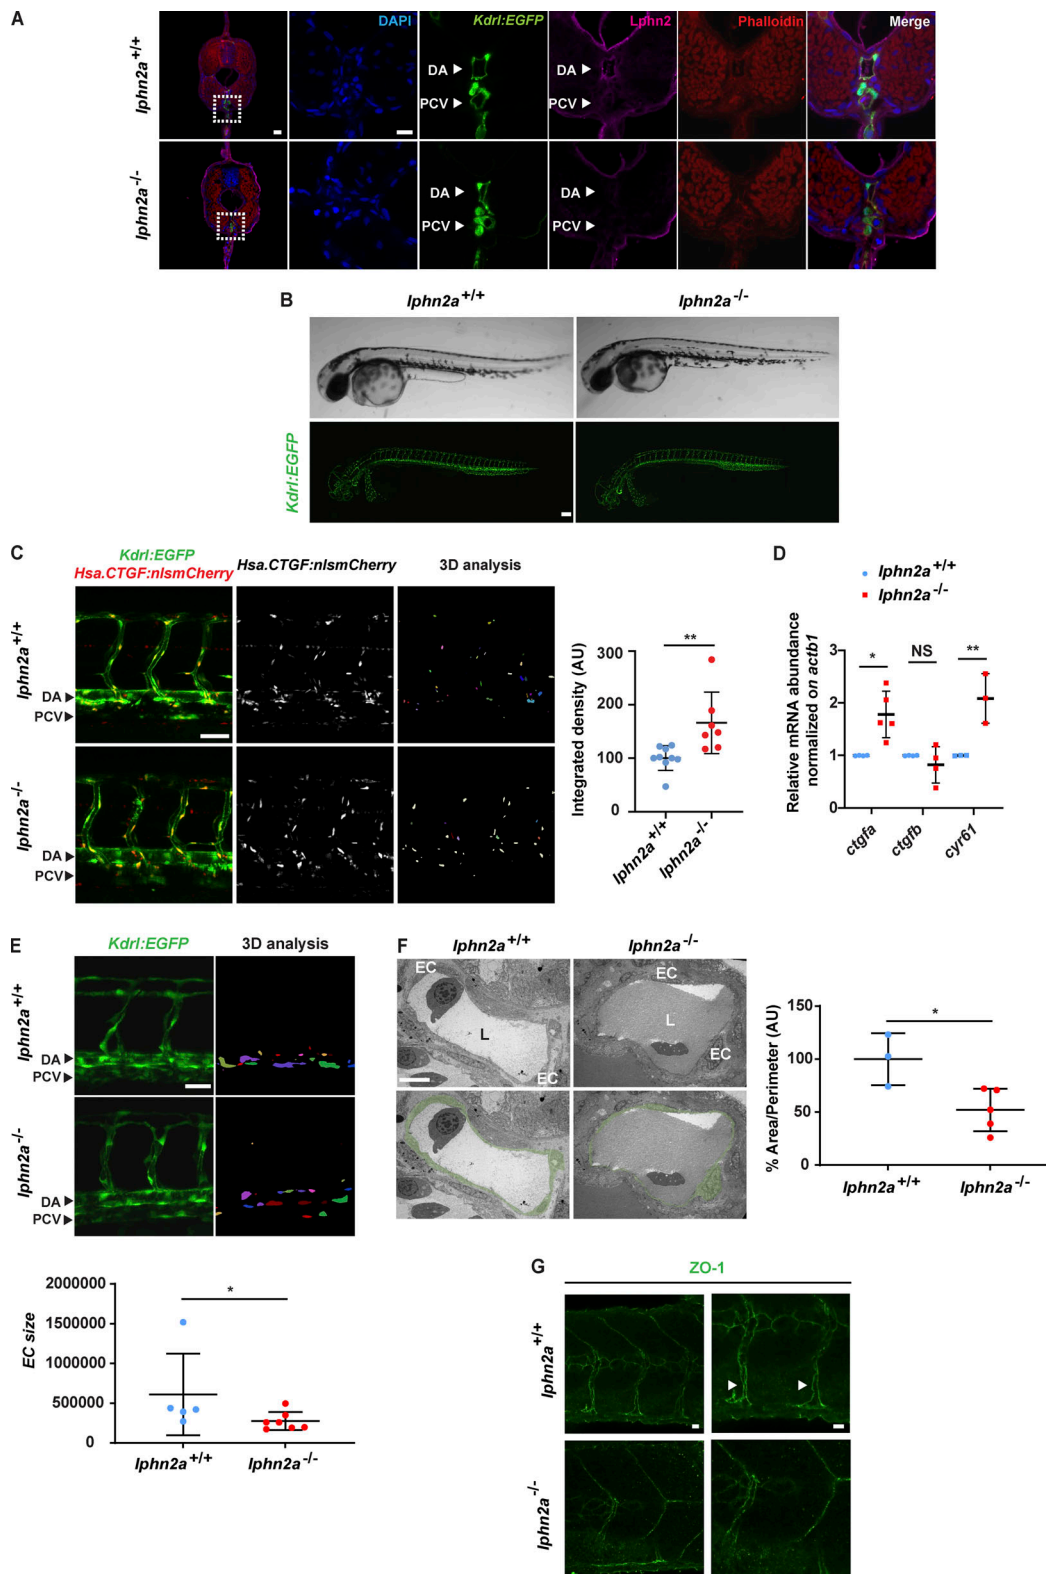 A
DAPI
Kdrl:EGFP
Lphn2
Phalloidin
Merge
lphn2a+/+
DA
PCV
DA
PCV
lphn2a-/-
DA
PCV
DA
PCV
B
lphn2a+/+
lphn2a-/-
Kdrl:EGFP
C
Kdrl:EGFP
Hsa.CTGF:nlsmCherry
Hsa.CTGF:nlsmCherry
3D analysis
lphn2a+/+
DA
PCV
lphn2a-/-
DA
PCV
Integrated density (AU)
300
200
100
0
**
lphn2a+/+
lphn2a-/-
D
lphn2a+/+
lphn2a-/-
Relative mRNA abundance
normalized on actb1
3
2
1
0
*
NS
**
ctgfa
ctgfb
cyr61
E
Kdrl:EGFP
3D analysis
lphn2a+/+
DA
PCV
lphn2a-/-
DA
PCV
EC size
2000000
1500000
1000000
500000
0
*
lphn2a+/+
lphn2a-/-
F
lphn2a+/+
lphn2a-/-
EC
L
EC
EC
L
EC
% Area/Perimeter (AU)
150
100
50
0
*
lphn2a+/+
lphn2a-/-
G
ZO-1
lphn2a+/+
lphn2a-/-